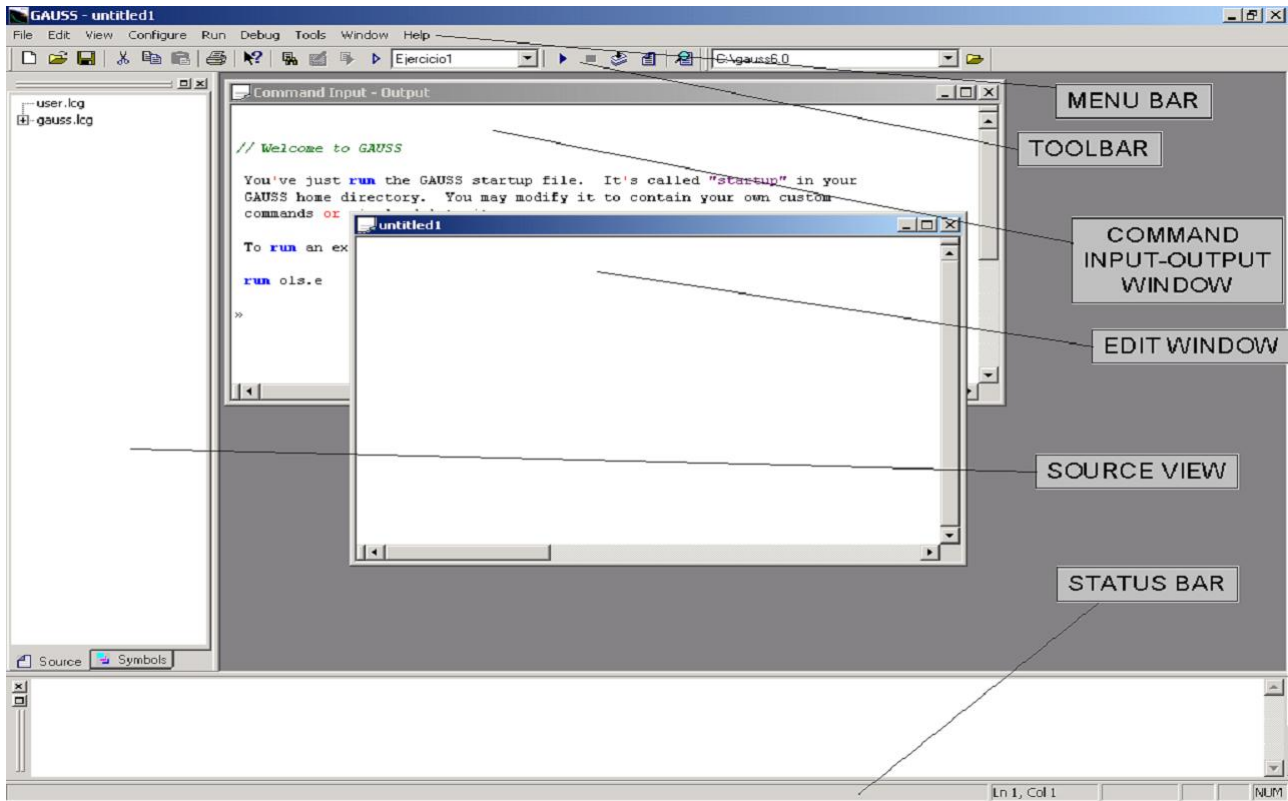 GAUSS - untitled1
File Edit View Configure Run Debug Tools Window Help
Ejercicio1
C:\gauss6.0
user.lcg
gauss.lcg
Command Input - Output
// Welcome to GAUSS
You've just run the GAUSS startup file. It's called "startup" in your
GAUSS home directory. You may modify it to contain your own custom
commands or
To run an ex
run ols.e
»
untitled1
MENU BAR
TOOLBAR
COMMAND
INPUT-OUTPUT
WINDOW
EDIT WINDOW
SOURCE VIEW
STATUS BAR
Source Symbols
Ln 1, Col 1
NUM